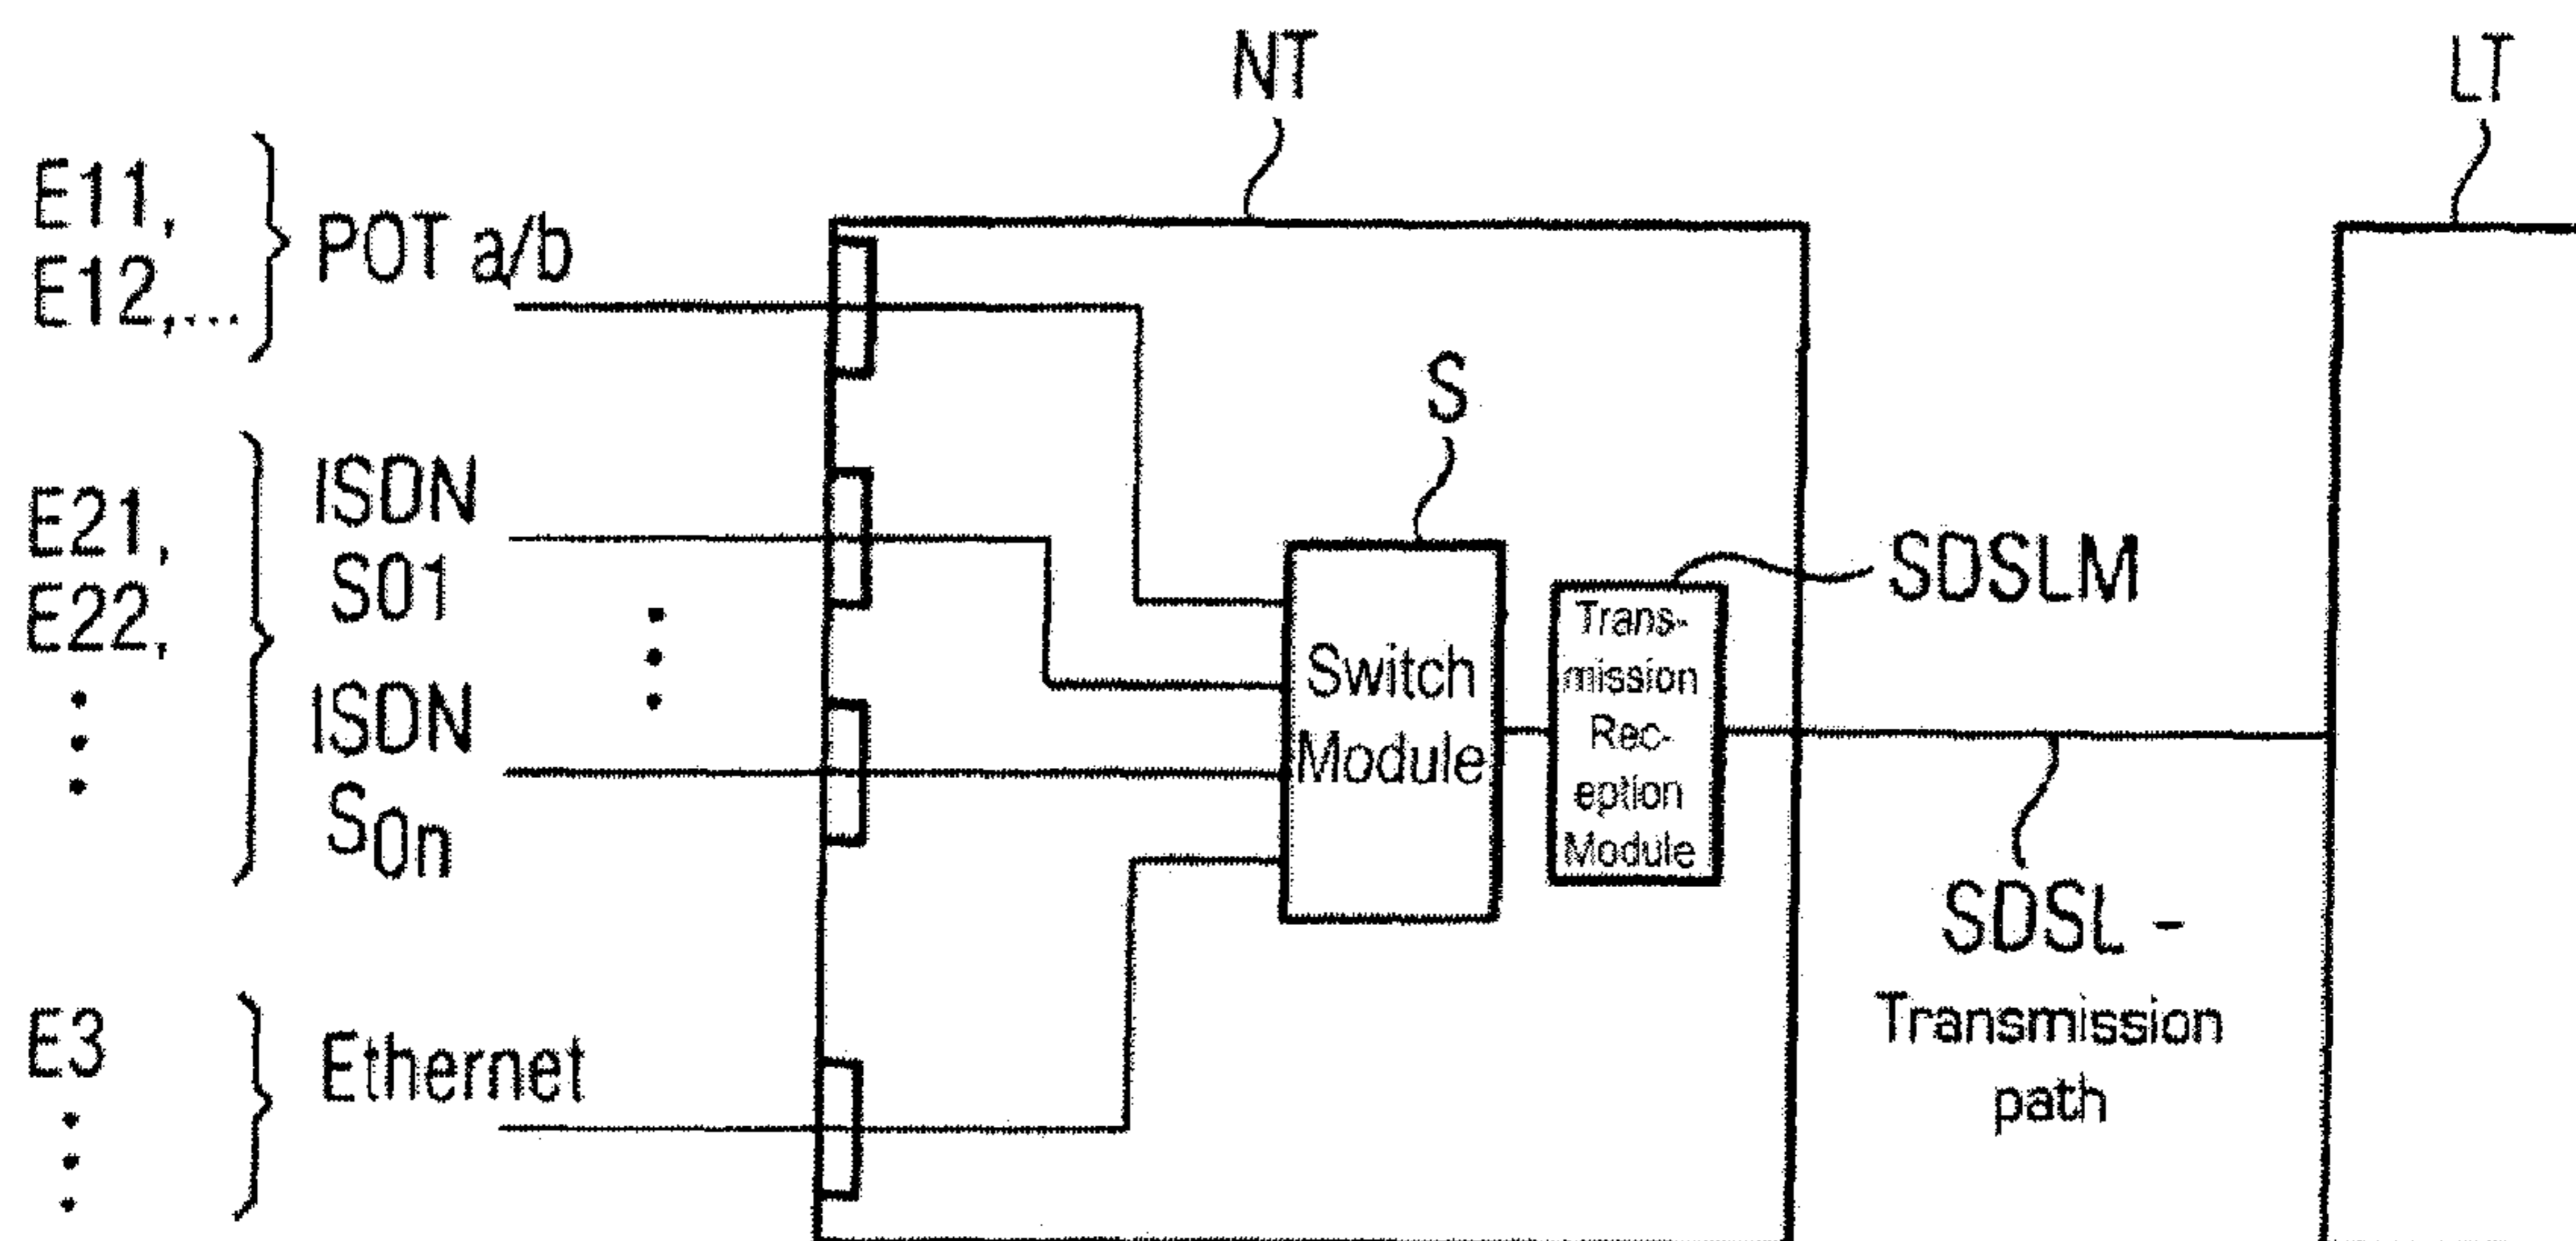 NT
LT
E11,
E12,...
POT a/b
S
E21,
E22,
ISDN
S01
ISDN
S0n
Switch
Module
Trans-
mission
Rec-
eption
Module
SDSLM
SDSL -
Transmission
path
E3
Ethernet